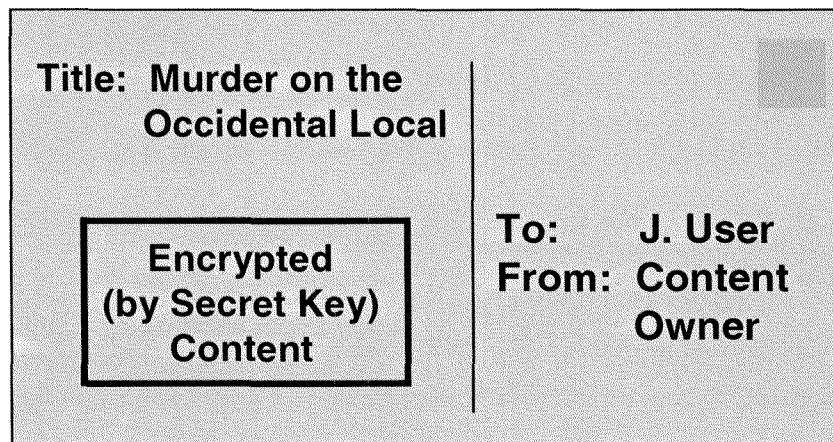 Title: Murder on the
Occidental Local
Encrypted
(by Secret Key)
Content
To: J. User
From: Content
Owner